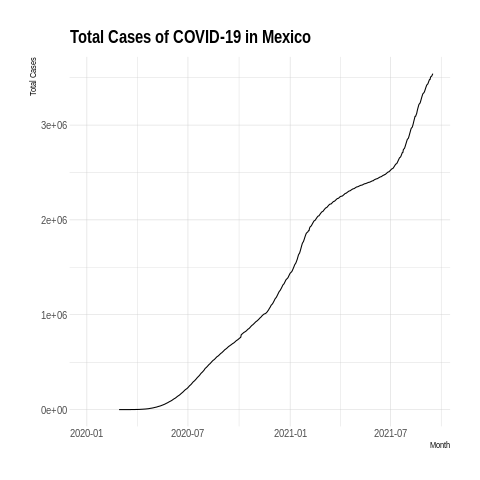 Total Cases of COVID-19 in Mexico
Total Cases
3e+06
2e+06
1e+06
0e+00
2020-01 2020-07 2021-01 2021-07
Month